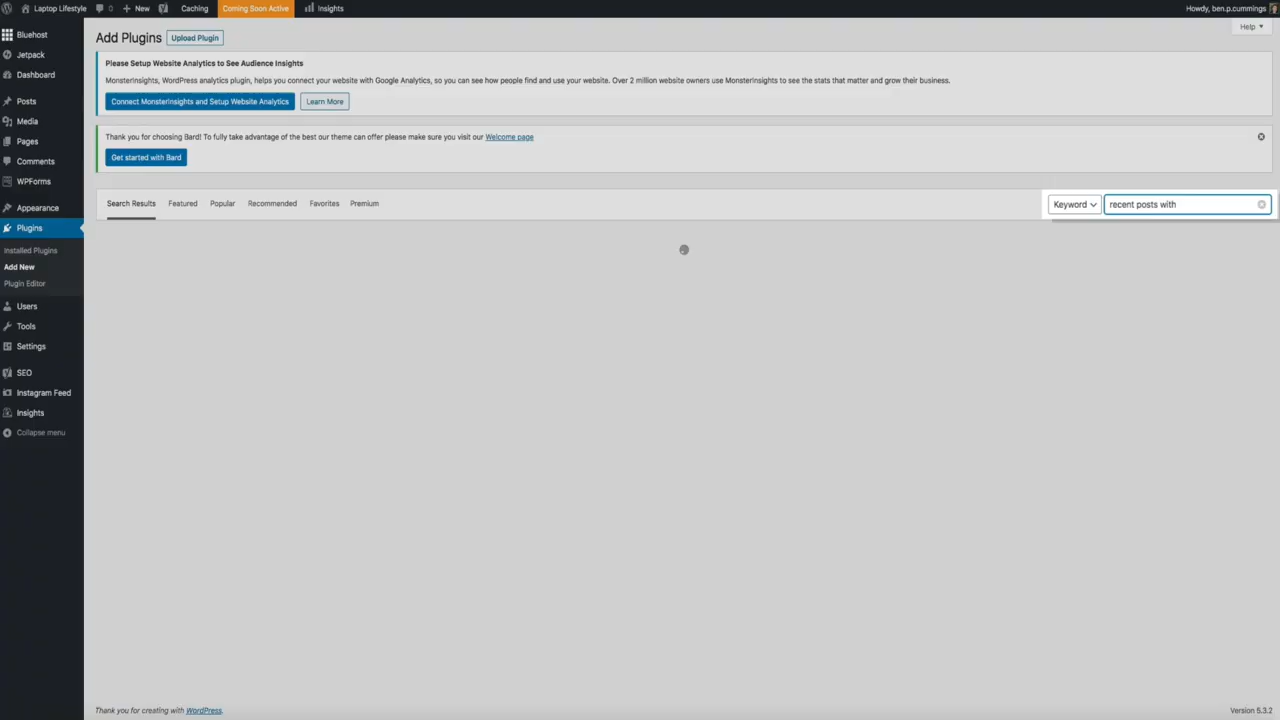 Laptop Lifestyle 0 New Caching Coming Soon Active Insights Howdy, ben.p.cummings
Bluehost
Jetpack
Dashboard
Posts
Media
Pages
Comments
WPForms
Appearance
Plugins
Installed Plugins
Add New
Plugin Editor
Users
Tools
Settings
SEO
Instagram Feed
Insights
Collapse menu
Help
Add Plugins Upload Plugin
Please Setup Website Analytics to See Audience Insights
MonsterInsights, WordPress analytics plugin, helps you connect your website with Google Analytics, so you can see how people find and use your website. Over 2 million website owners use MonsterInsights to see the stats that matter and grow their business.
Connect MonsterInsights and Setup Website Analytics Learn More
Thank you for choosing Bard! To fully take advantage of the best our theme can offer please make sure you visit our Welcome page
Get started with Bard
Search Results Featured Popular Recommended Favorites Premium Keyword recent posts with
Thank you for creating with WordPress. Version 5.3.2